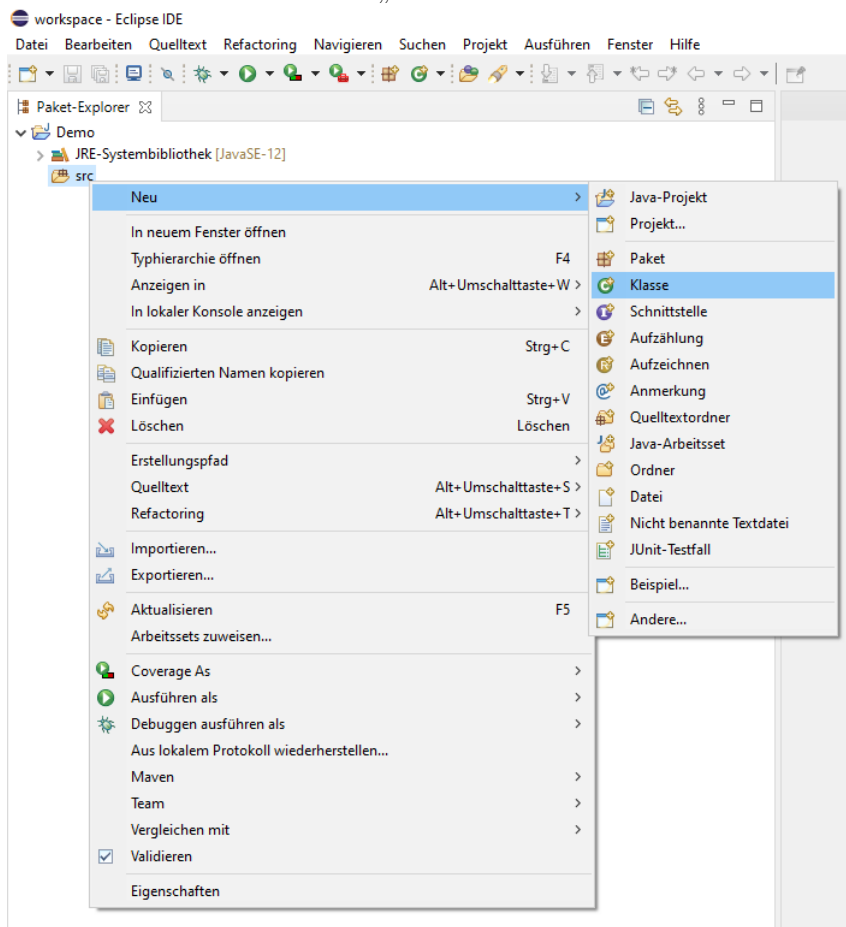 workspace - Eclipse IDE
Datei Bearbeiten Quelltext Refactoring Navigieren Suchen Projekt Ausführen Fenster Hilfe
Paket-Explorer
Demo
JRE-Systembibliothek [JavaSE-12]
src
Neu
In neuem Fenster öffnen
Typhierarchie öffnen F4
Anzeigen in Alt+Umschalttaste+W >
In lokaler Konsole anzeigen
Kopieren Strg+C
Qualifizierten Namen kopieren
Einfügen Strg+V
Löschen Löschen
Erstellungspfad
Quelltext Alt+Umschalttaste+S >
Refactoring Alt+Umschalttaste+T >
Importieren...
Exportieren...
Aktualisieren F5
Arbeitssets zuweisen...
Coverage As
Ausführen als
Debuggen ausführen als
Aus lokalem Protokoll wiederherstellen...
Maven
Team
Vergleichen mit
Validieren
Eigenschaften
Java-Projekt
Projekt...
Paket
Klasse
Schnittstelle
Aufzählung
Aufzeichnen
Anmerkung
Quelltextordner
Java-Arbeitsset
Ordner
Datei
Nicht benannte Textdatei
JUnit-Testfall
Beispiel...
Andere...